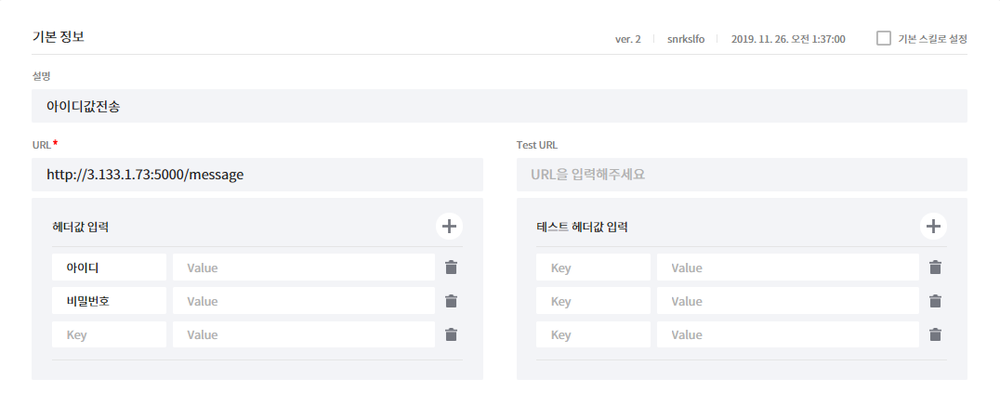 기본 정보
ver. 2 snrkslfo 2019. 11. 26. 오전 1:37:00 기본 스킬로 설정
설명
아이디값전송
URL* Test URL
http://3.133.1.73:5000/message URL을 입력해주세요
헤더값 입력 테스트 헤더값 입력
아이디 Value Key Value
비밀번호 Value Key Value
Key Value Key Value